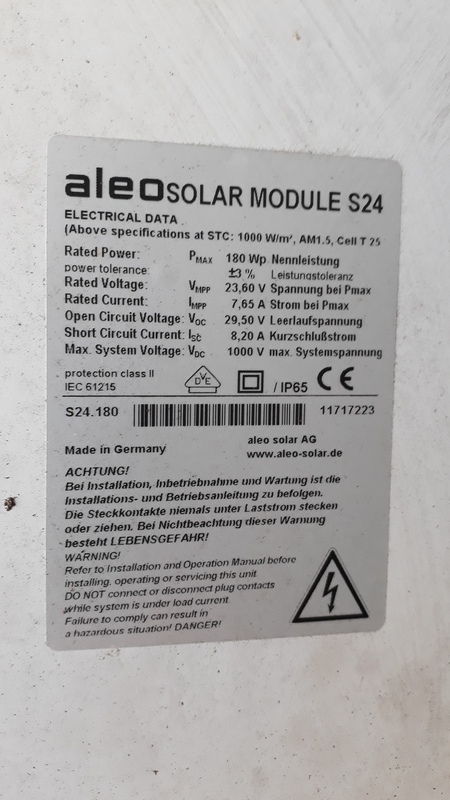 aleo SOLAR MODULE S24
ELECTRICAL DATA
(Above specifications at STC: 1000 W/m², AM1.5, Cell T 25
Rated Power: PMAX 180 Wp Nennleistung
power tolerance: ±3 % Leistungstoleranz
Rated Voltage: VMPP 23,60 V Spannung bei Pmax
Rated Current: IMPP 7,65 A Strom bei Pmax
Open Circuit Voltage: VOC 29,50 V Leerlaufspannung
Short Circuit Current: ISC 8,20 A Kurzschlußstrom
Max. System Voltage: VDC 1000 V max. Systemspannung
protection class II
IEC 61215 DVE / IP65 CE
S24.180 11717223
Made in Germany
aleo solar AG
www.aleo-solar.de
ACHTUNG!
Bei Installation, Inbetriebnahme und Wartung ist die
Installations- und Betriebsanleitung zu befolgen.
Die Steckkontakte niemals unter Laststrom stecken
oder ziehen. Bei Nichtbeachtung dieser Warnung
besteht LEBENSGEFAHR!
WARNING!
Refer to Installation and Operation Manual before
installing, operating or servicing this unit.
DO NOT connect or disconnect plug contacts
while system is under load current.
Failure to comply can result in
a hazardous situation! DANGER!